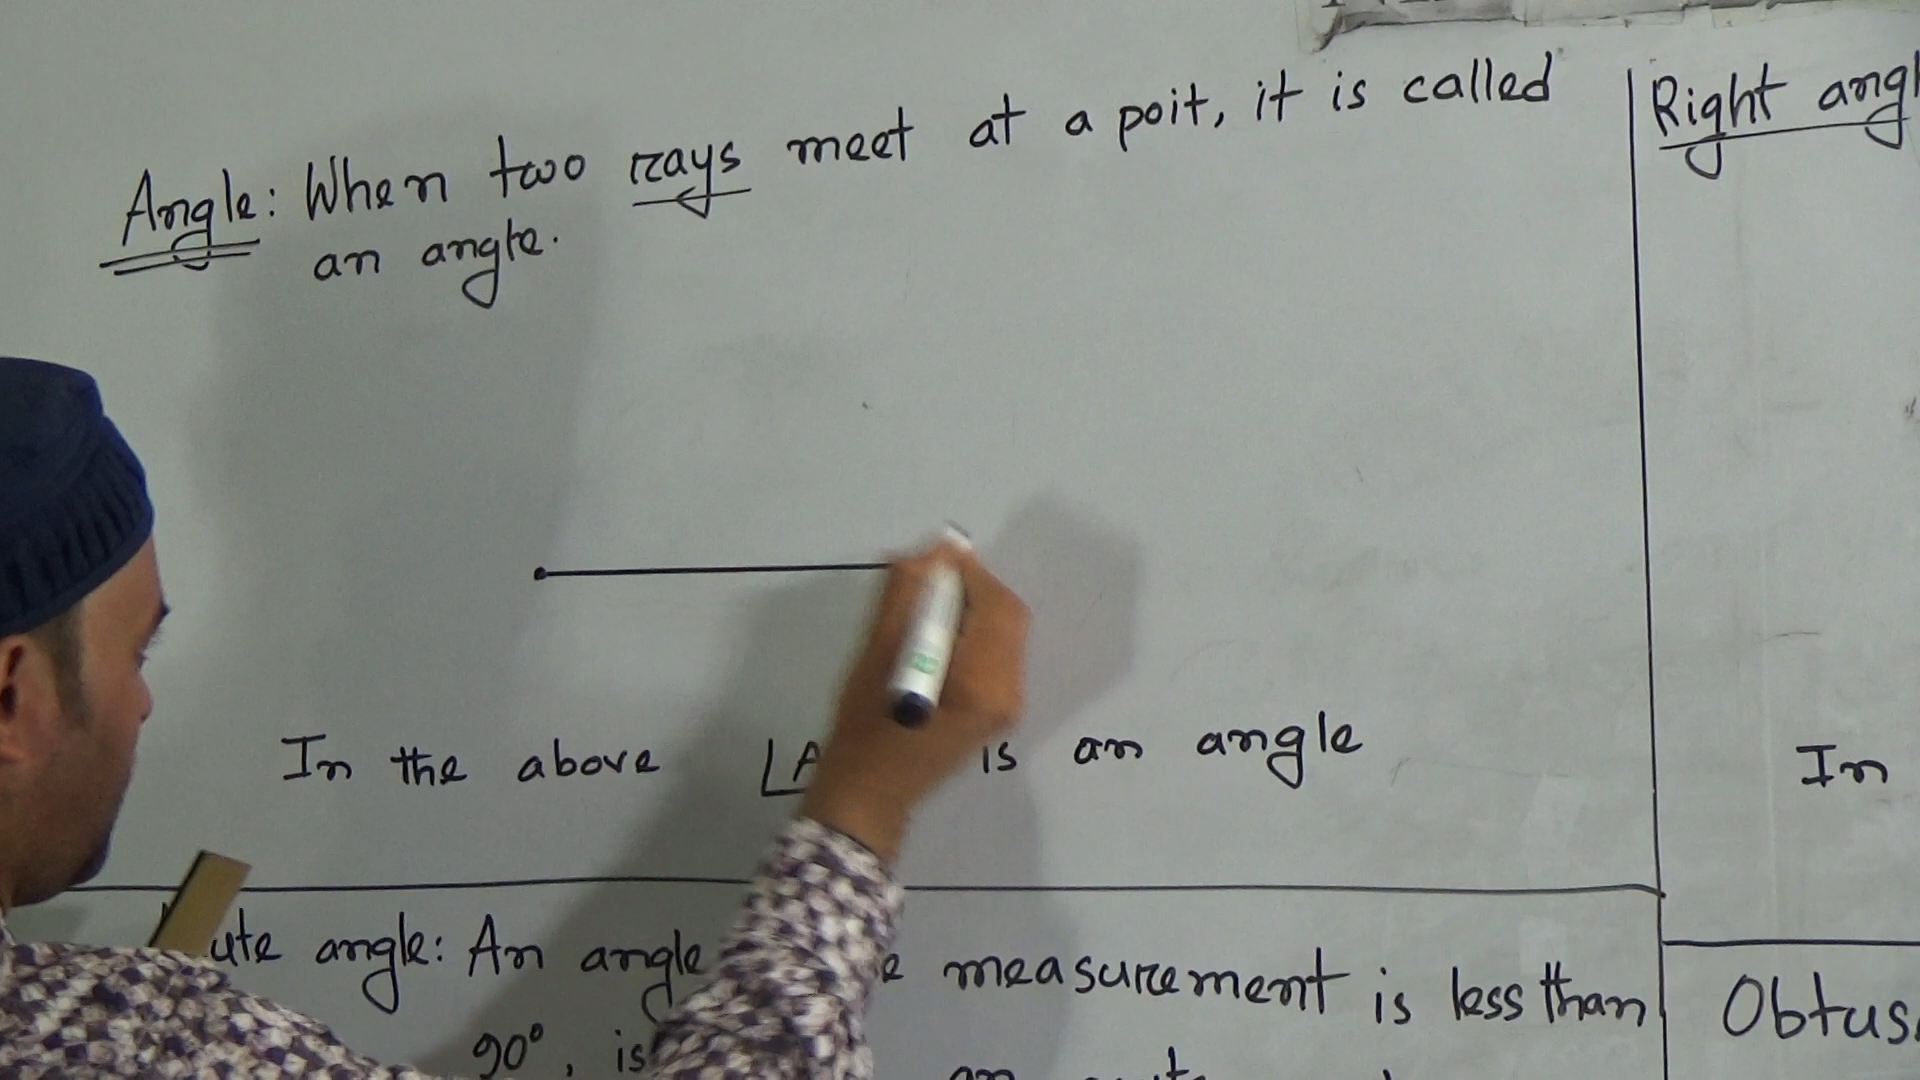 Angle: When two rays meet at a poit, it is called
an angle.
In the above ∠A is an angle
ute angle: An angle e measurement is less than
90°, is an
Right angl
In
Obtus